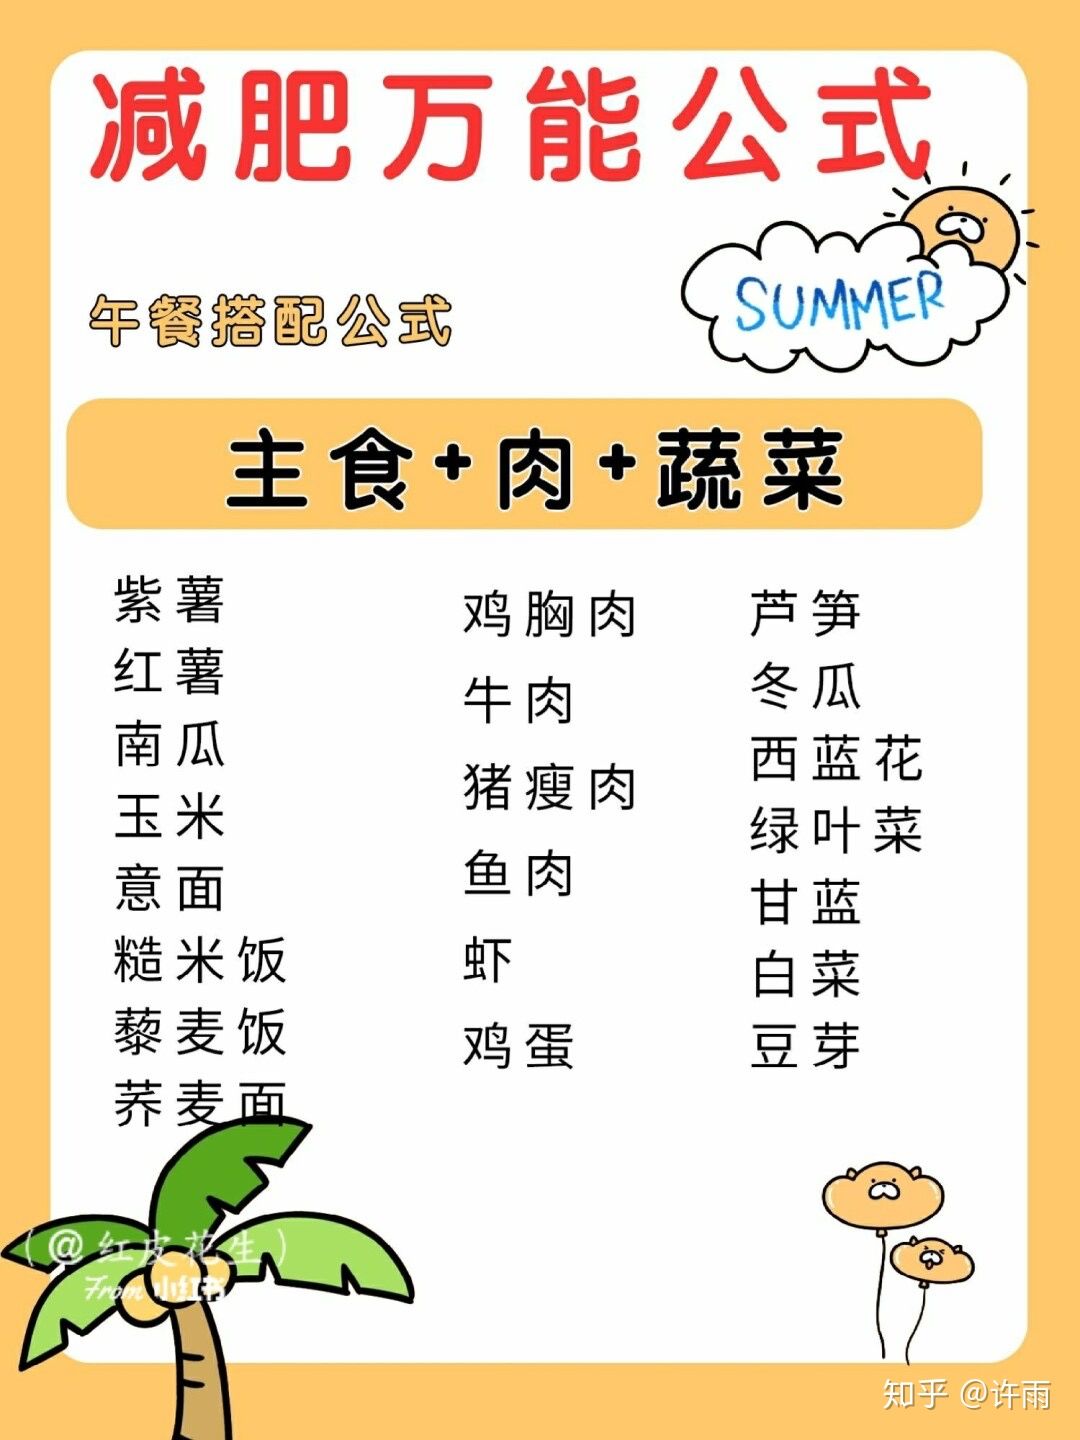 减肥万能公式
SUMMER
午餐搭配公式
主食+肉+蔬菜
紫薯
红薯
南瓜
玉米
意面
糙米饭
藜麦饭
荞麦面
鸡胸肉
牛肉
猪瘦肉
鱼肉
虾
鸡蛋
芦笋
冬瓜
西蓝花
绿叶菜
甘蓝
白菜
豆芽
(@红皮花生)
From 小红书
知乎 @许雨